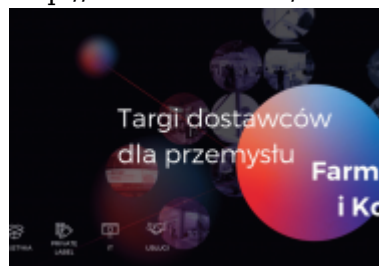 Targi dostawców
dla przemysłu
Farm
i Ko
PRIVATE
LABEL
IT
USŁUGI